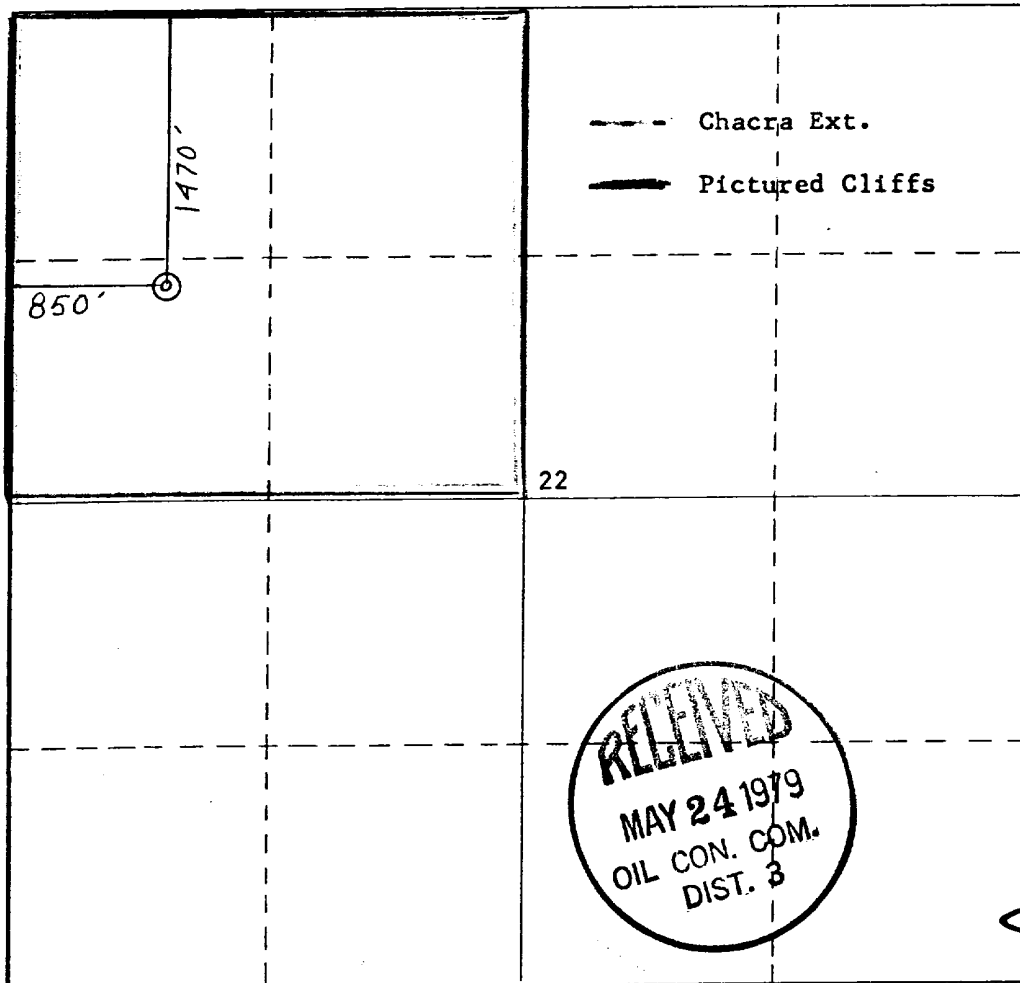 Chacra Ext.
Pictured Cliffs
1470'
850'
22
RECEIVED
MAY 24 1979
OIL CON. COM.
DIST. 3